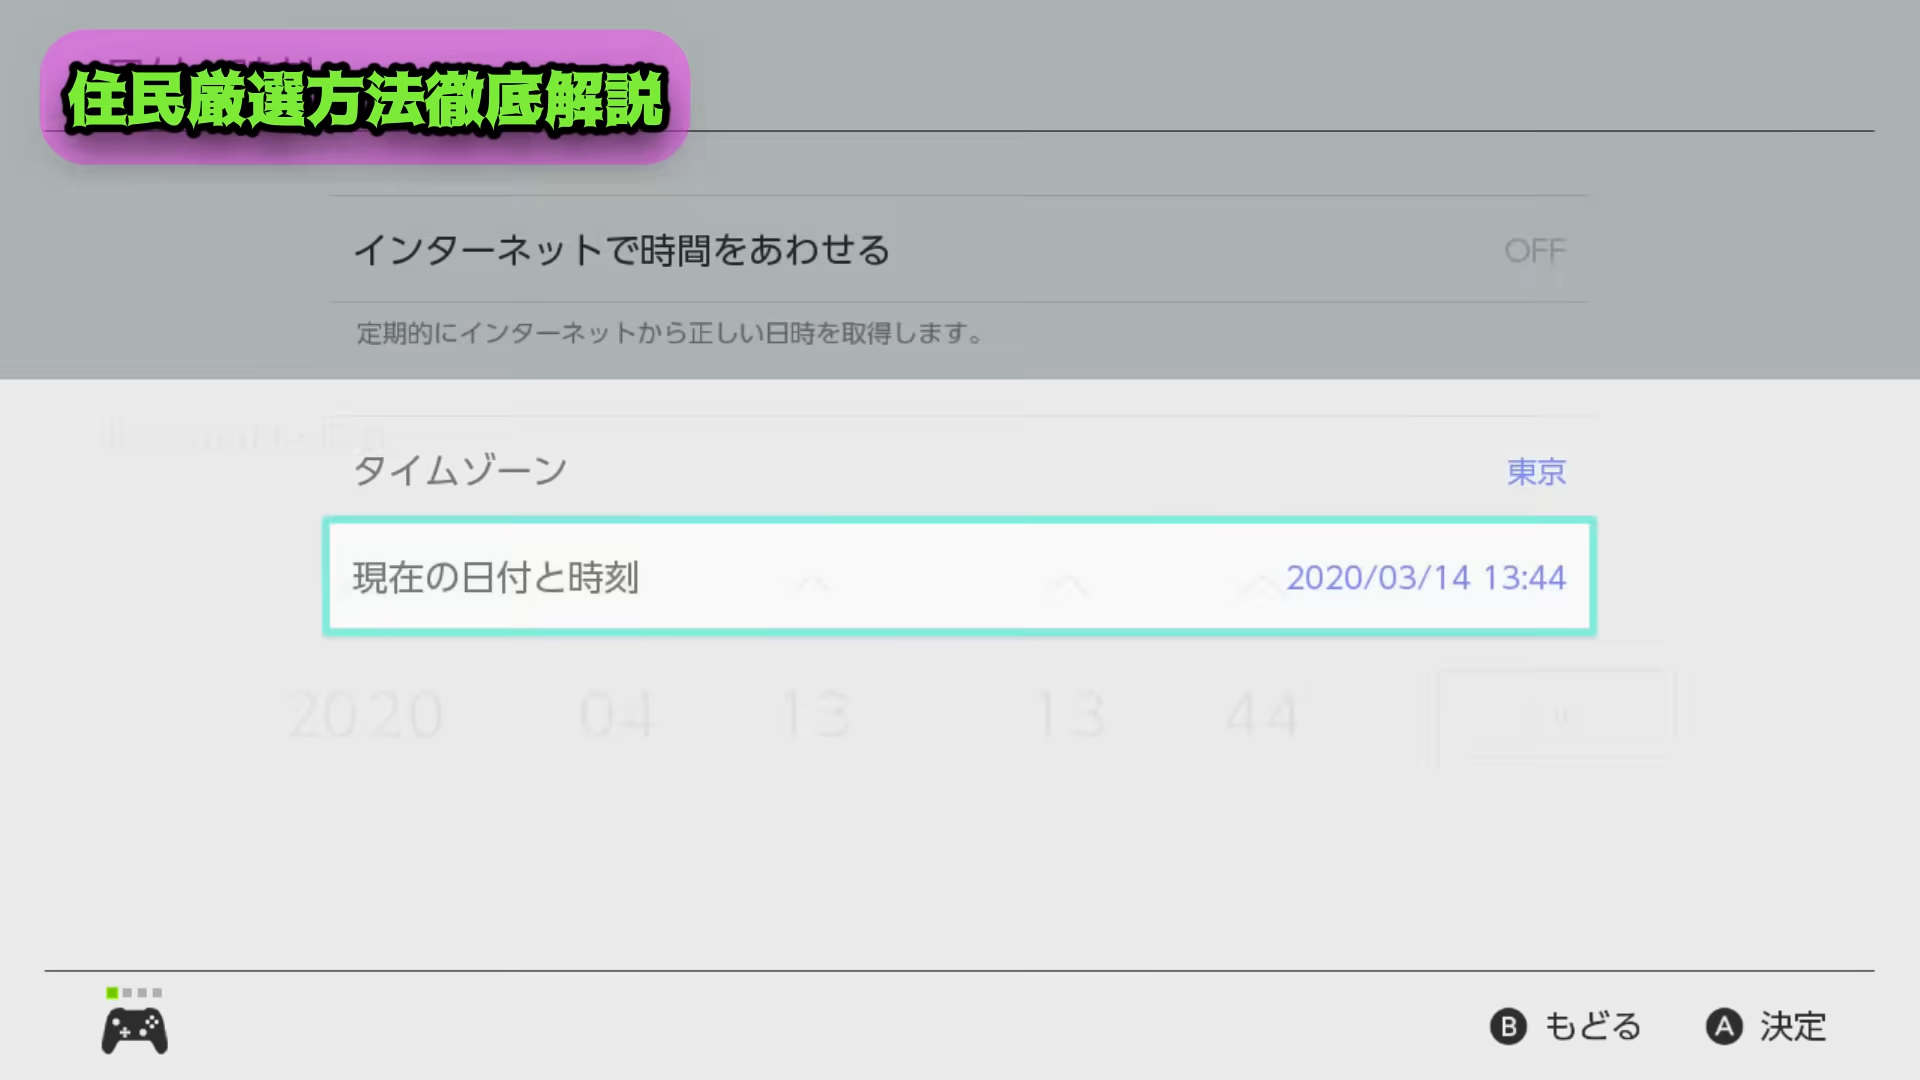 住民厳選方法徹底解説
インターネットで時間をあわせる OFF
定期的にインターネットから正しい日時を取得します。
タイムゾーン 東京
現在の日付と時刻 2020/03/14 13:44
2020 04 13 13 44
B もどる A 決定